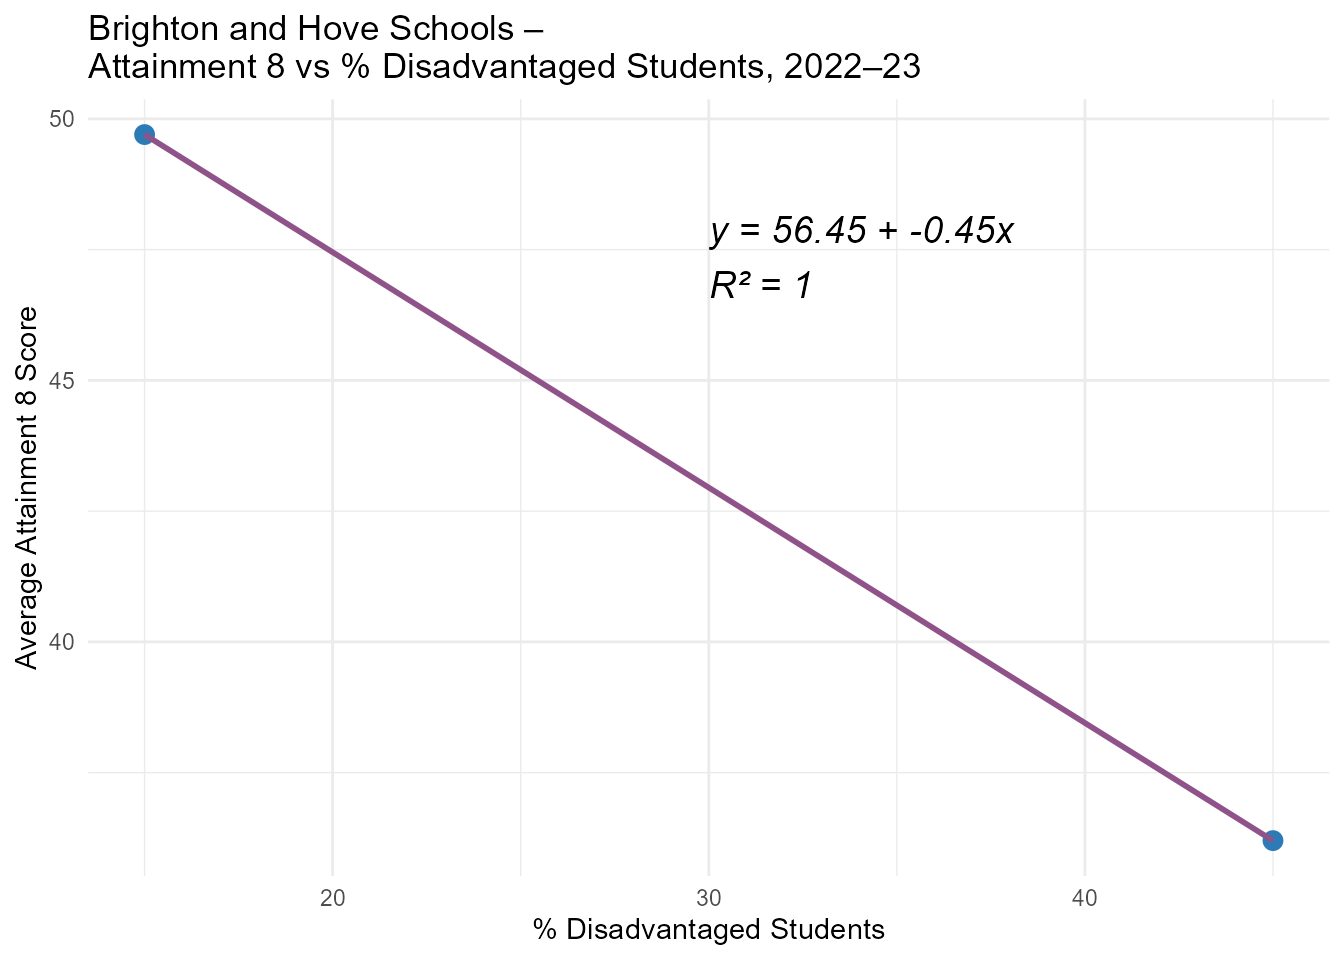 Brighton and Hove Schools –
Attainment 8 vs % Disadvantaged Students, 2022–23
50
45
40
Average Attainment 8 Score
y = 56.45 + -0.45x
R² = 1
20
30
40
% Disadvantaged Students